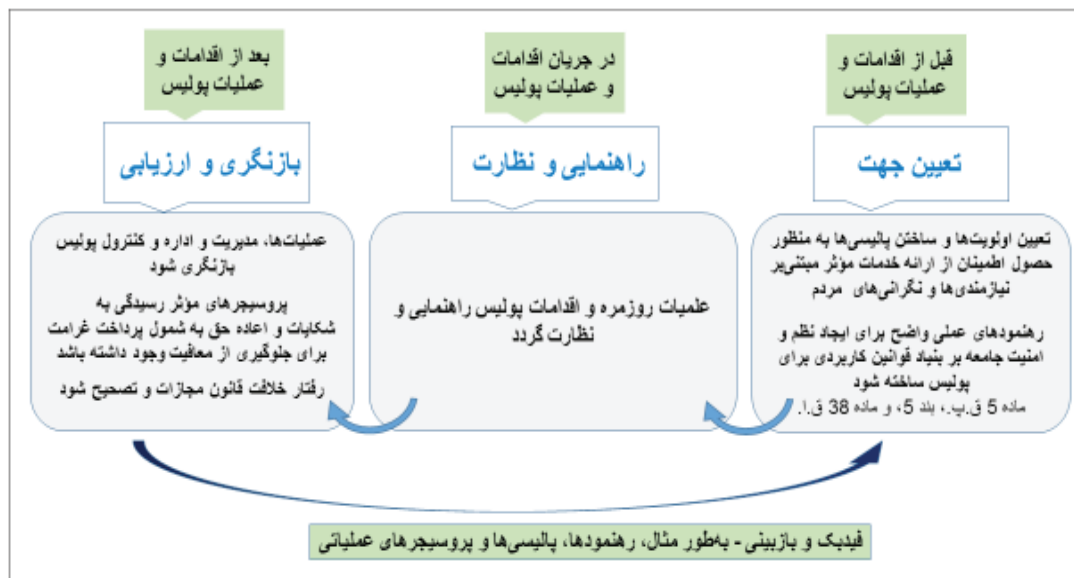 قبل از اقدامات و
عملیات پولیس
تعیین جهت
تعیین اولویت‌ها و ساختن پالیسی‌ها به منظور
حصول اطمینان از ارائه خدمات مؤثر مبتنی‌بر
نیازمندی‌ها و نگرانی‌های مردم
رهنمودهای عملی واضح برای ایجاد نظم و
امنیت جامعه بر بنیاد قوانین کاربردی برای
پولیس ساخته شود
ماده 5 ق.پ.، بند 5، و ماده 38 ق.ا.
در جریان اقدامات
و عملیات پولیس
راهنمایی و نظارت
علمیات روزمره و اقدامات پولیس راهنمایی و
نظارت گردد
بعد از اقدامات و
عملیات پولیس
بازنگری و ارزیابی
عملیات‌ها، مدیریت و اداره و کنترول پولیس
بازنگری شود
پروسیجرهای مؤثر رسیدگی به
شکایات و اعاده حق به شمول پرداخت غرامت
برای جلوگیری از معافیت وجود داشته باشد
رفتار خلافت قانون مجازات و تصحیح شود
فیدبک و بازبینی - به‌طور مثال، رهنمودها، پالیسی‌ها و پروسیجرهای عملیاتی